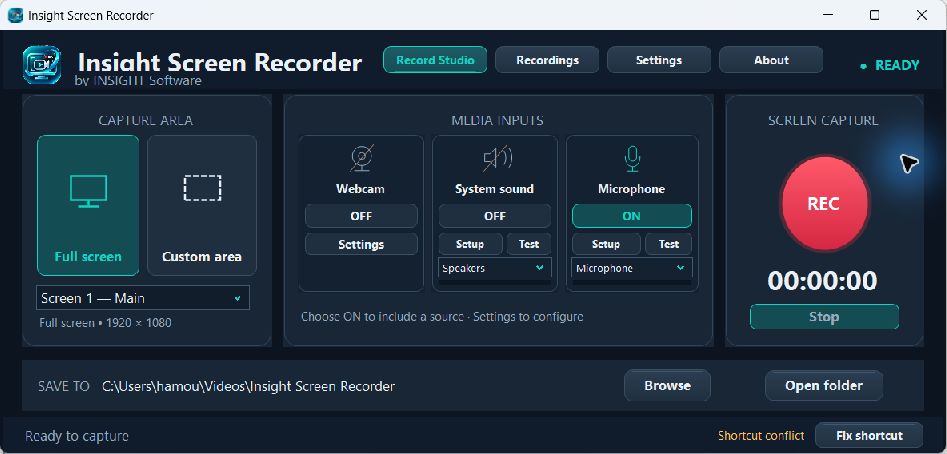 Insight Screen Recorder
Insight Screen Recorder
by INSIGHT Software
Record Studio
Recordings
Settings
About
● READY
CAPTURE AREA
Full screen
Custom area
Screen 1 — Main
Full screen • 1920 × 1080
MEDIA INPUTS
Webcam
OFF
Settings
System sound
OFF
Setup
Test
Speakers
Microphone
ON
Setup
Test
Microphone
Choose ON to include a source · Settings to configure
SCREEN CAPTURE
REC
00:00:00
Stop
SAVE TO C:\Users\hamou\Videos\Insight Screen Recorder
Browse
Open folder
Ready to capture
Shortcut conflict
Fix shortcut